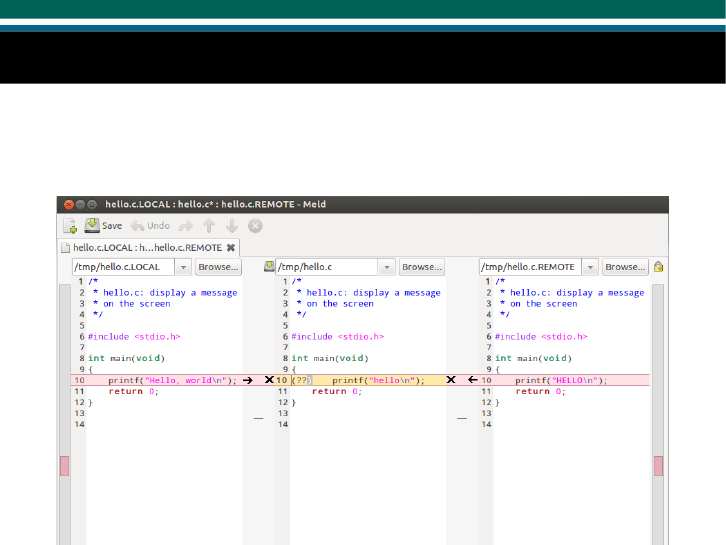 hello.c.LOCAL : hello.c* : hello.c.REMOTE - Meld
Save Undo
hello.c.LOCAL : h...hello.c.REMOTE
/tmp/hello.c.LOCAL Browse... /tmp/hello.c Browse... /tmp/hello.c.REMOTE Browse...
1 /*
2 * hello.c: display a message
3 * on the screen
4 */
5
6 #include <stdio.h>
7
8 int main(void)
9 {
10 printf("Hello, world\n");
11 return 0;
12 }
13
14
1 /*
2 * hello.c: display a message
3 * on the screen
4 */
5
6 #include <stdio.h>
7
8 int main(void)
9 {
10 (??) printf("hello\n");
11 return 0;
12 }
13
14
1 /*
2 * hello.c: display a message
3 * on the screen
4 */
5
6 #include <stdio.h>
7
8 int main(void)
9 {
10 printf("HELLO\n");
11 return 0;
12 }
13
14